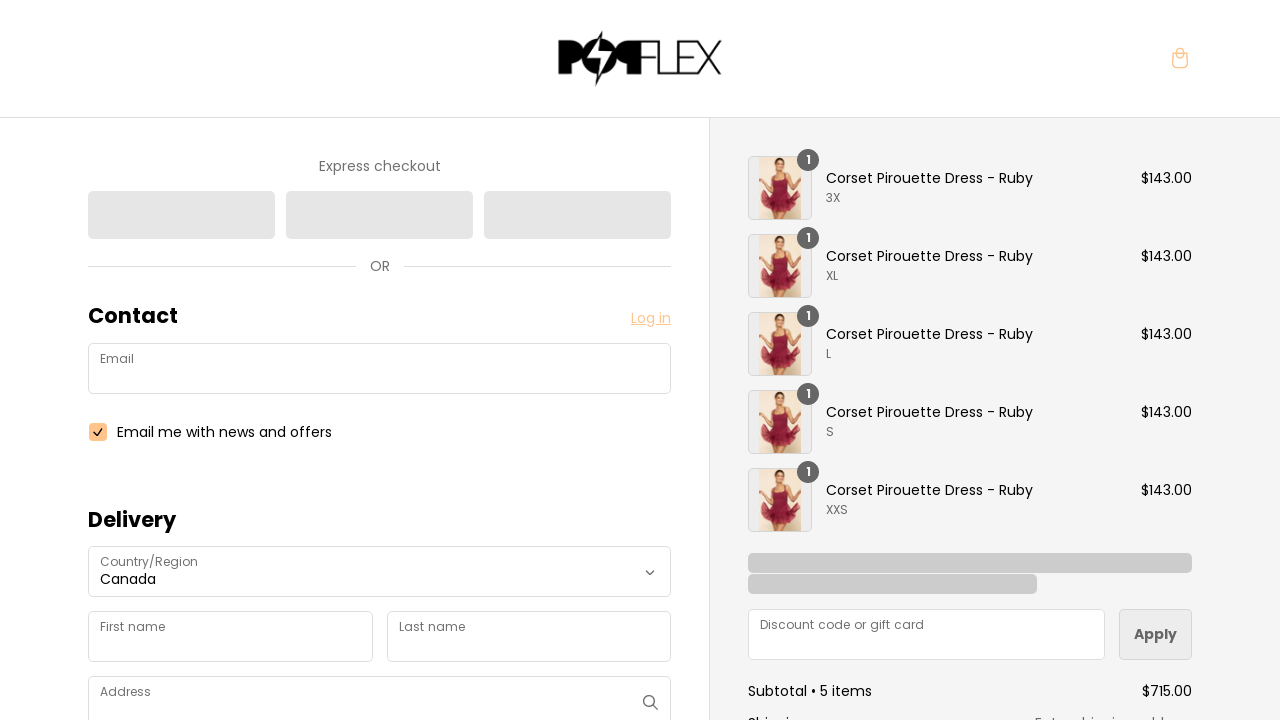 POPFLEX
Express checkout
OR
Contact
Log in
Email
Email me with news and offers
Delivery
Country/Region
Canada
First name
Last name
Address
1
Corset Pirouette Dress - Ruby
$143.00
3X
1
Corset Pirouette Dress - Ruby
$143.00
XL
1
Corset Pirouette Dress - Ruby
$143.00
L
1
Corset Pirouette Dress - Ruby
$143.00
S
1
Corset Pirouette Dress - Ruby
$143.00
XXS
Discount code or gift card
Apply
Subtotal • 5 items
$715.00